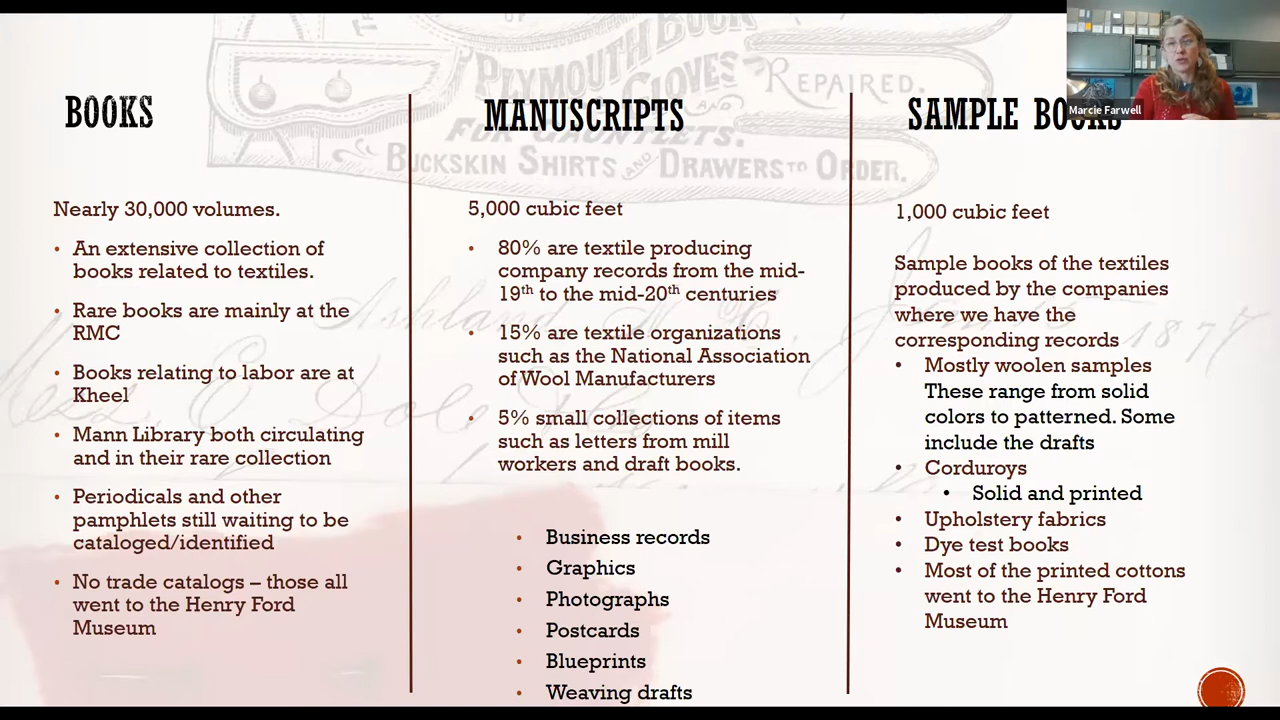 PLYMOUTH BUCK
GLOVES
AND
REPAIRED.
FOR GAUNTLETS.
BUCKSKIN SHIRTS AND DRAWERS TO ORDER.
Marcie Farwell
BOOKS
Nearly 30,000 volumes.
• An extensive collection of
books related to textiles.
• Rare books are mainly at the
RMC
• Books relating to labor are at
Kheel
• Mann Library both circulating
and in their rare collection
• Periodicals and other
pamphlets still waiting to be
cataloged/identified
• No trade catalogs – those all
went to the Henry Ford
Museum
MANUSCRIPTS
5,000 cubic feet
• 80% are textile producing
company records from the mid-
19th to the mid-20th centuries
• 15% are textile organizations
such as the National Association
of Wool Manufacturers
• 5% small collections of items
such as letters from mill
workers and draft books.
• Business records
• Graphics
• Photographs
• Postcards
• Blueprints
• Weaving drafts
SAMPLE BOOKS
1,000 cubic feet
Sample books of the textiles
produced by the companies
where we have the
corresponding records
• Mostly woolen samples
These range from solid
colors to patterned. Some
include the drafts
• Corduroys
• Solid and printed
• Upholstery fabrics
• Dye test books
• Most of the printed cottons
went to the Henry Ford
Museum